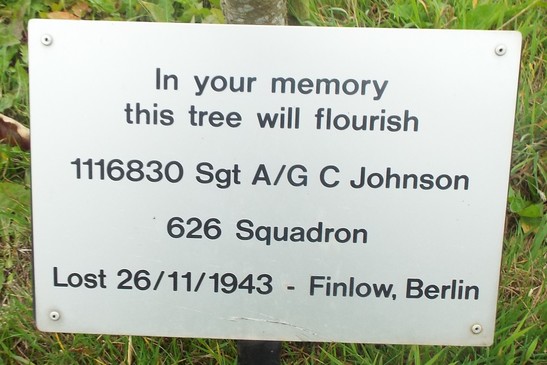 In your memory
this tree will flourish
1116830 Sgt A/G C Johnson
626 Squadron
Lost 26/11/1943 - Finlow, Berlin